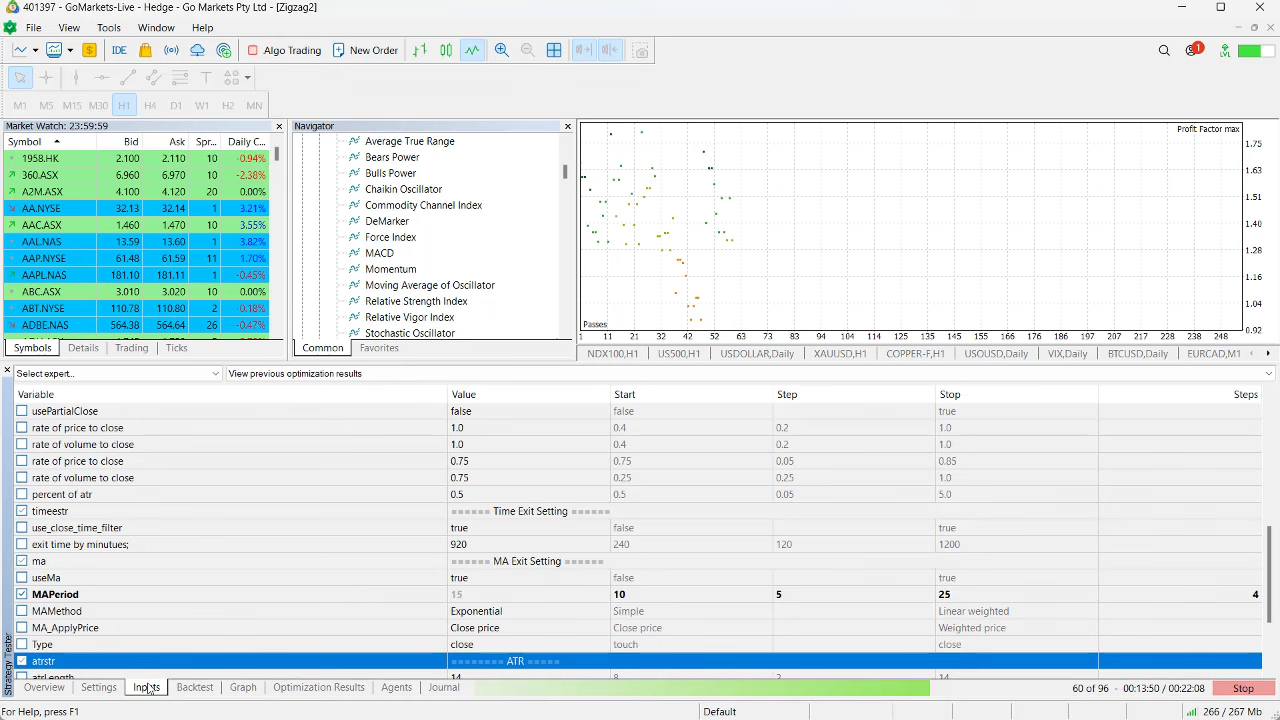 401397 - GoMarkets-Live - Hedge - Go Markets Pty Ltd - [Zigzag2]
File View Tools Window Help
IDE Algo Trading New Order 1 LVL
M1 M5 M15 M30 H1 H4 D1 W1 H2 MN
Market Watch: 23:59:59
Symbol Bid Ask Spr... Daily C...
1958.HK 2.100 2.110 10 -0.94%
360.ASX 6.960 6.970 10 -2.38%
A2M.ASX 4.100 4.120 20 0.00%
AA.NYSE 32.13 32.14 1 3.21%
AAC.ASX 1.460 1.470 10 3.55%
AAL.NAS 13.59 13.60 1 3.82%
AAP.NYSE 61.48 61.59 11 1.70%
AAPL.NAS 181.10 181.11 1 -0.45%
ABC.ASX 3.010 3.020 10 0.00%
ABT.NYSE 110.78 110.80 2 -0.18%
ADBE.NAS 564.38 564.64 26 -0.47%
Symbols Details Trading Ticks
Navigator
Average True Range
Bears Power
Bulls Power
Chaikin Oscillator
Commodity Channel Index
DeMarker
Force Index
MACD
Momentum
Moving Average of Oscillator
Relative Strength Index
Relative Vigor Index
Stochastic Oscillator
Common Favorites
Profit Factor max
1.75
1.63
1.51
1.40
1.28
1.16
1.04
0.92
Passes
1 11 21 32 42 52 63 73 83 94 104 114 125 135 145 156 166 176 187 197 207 218 228 238 248
NDX100,H1 US500,H1 USDOLLAR,Daily XAUUSD,H1 COPPER-F,H1 USOUSD,Daily VIX,Daily BTCUSD,Daily EURCAD,M1
Select expert... View previous optimization results
Variable Value Start Step Stop Steps
usePartialClose false false true
rate of price to close 1.0 0.4 0.2 1.0
rate of volume to close 1.0 0.4 0.2 1.0
rate of price to close 0.75 0.75 0.05 0.85
rate of volume to close 0.75 0.25 0.25 1.0
percent of atr 0.5 0.5 0.05 5.0
timeestr ====== Time Exit Setting ======
use_close_time_filter true false true
exit time by minutues; 920 240 120 1200
ma ====== MA Exit Setting ======
useMa true false true
MAPeriod 15 10 5 25 4
MAMethod Exponential Simple Linear weighted
MA_ApplyPrice Close price Close price Weighted price
Type close touch close
atrstr ======== ATR =====
atrLength 14 8 2 14
Strategy Tester
Overview Settings Inputs Backtest Graph Optimization Results Agents Journal 60 of 96 - 00:13:50 / 00:22:08 Stop
For Help, press F1 Default 266 / 267 Mb